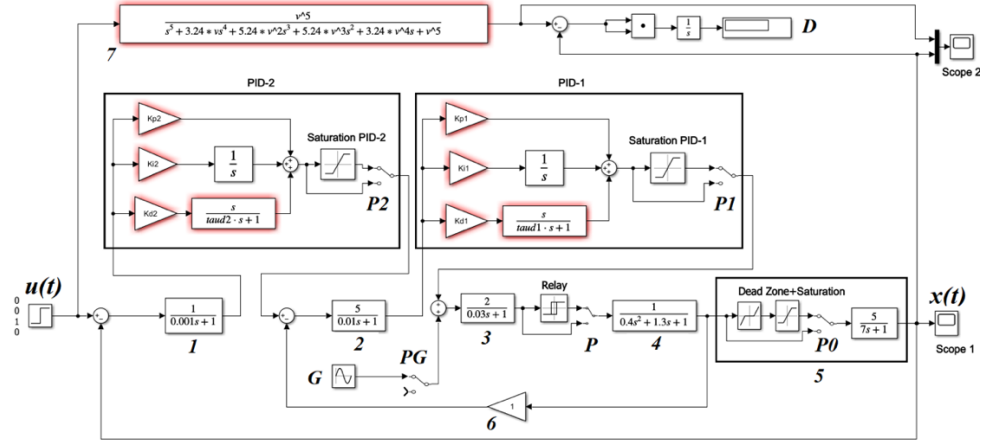 v^5
s^5 + 3.24 * vs^4 + 5.24 * v^2s^3 + 5.24 * v^3s^2 + 3.24 * v^4s + v^5
7
+-
1
s
D
Scope 2
PID-2
PID-1
Kp2
Ki2
1
s
Kd2
s
taud2 · s + 1
Saturation PID-2
P2
Kp1
Ki1
1
s
Kd1
s
taud1 · s + 1
Saturation PID-1
P1
u(t)
0
0
1
0
1
0.001s + 1
1
5
0.01s + 1
2
G
PG
2
0.03s + 1
3
Relay
P
1
0.4s² + 1.3s + 1
4
Dead Zone+Saturation
P0
5
7s + 1
5
x(t)
Scope 1
1
6